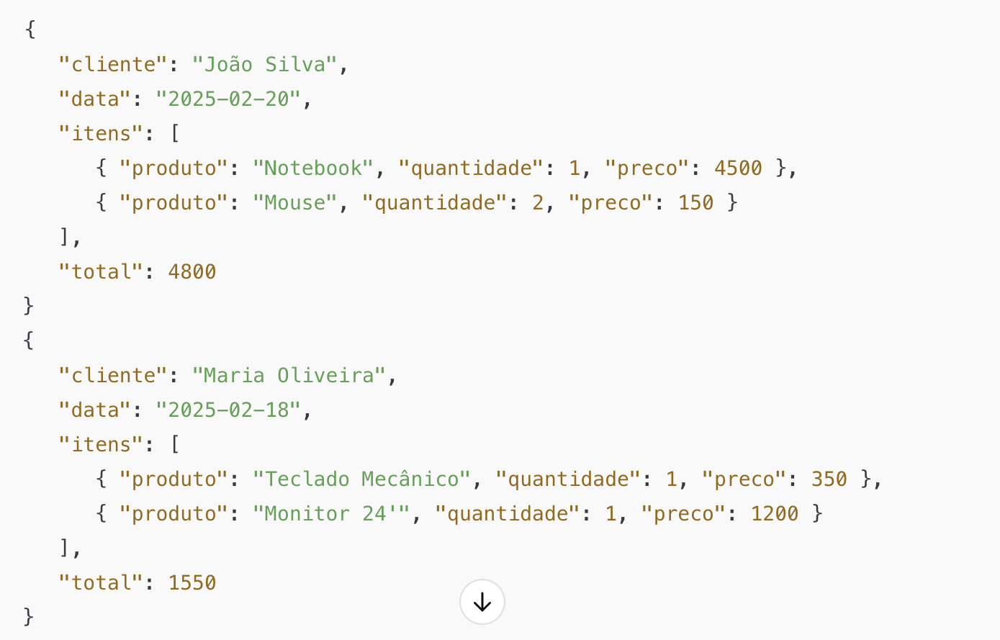 {
"cliente": "João Silva",
"data": "2025-02-20",
"itens": [
{ "produto": "Notebook", "quantidade": 1, "preco": 4500 },
{ "produto": "Mouse", "quantidade": 2, "preco": 150 }
],
"total": 4800
}
{
"cliente": "Maria Oliveira",
"data": "2025-02-18",
"itens": [
{ "produto": "Teclado Mecânico", "quantidade": 1, "preco": 350 },
{ "produto": "Monitor 24'", "quantidade": 1, "preco": 1200 }
],
"total": 1550
}